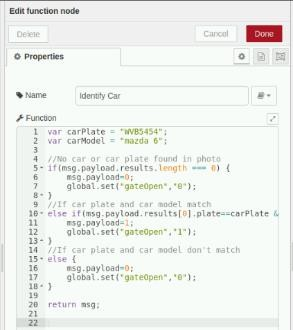 Edit function node
Delete
Cancel
Done
Properties
Name
Identify Car
Function
1 var carPlate = "WVB5454";
2 var carModel = "mazda 6";
3
4 //No car or car plate found in photo
5 if(msg.payload.results.length === 0) {
6 msg.payload=0;
7 global.set("gateOpen","0");
8 }
9 //If car plate and car model match
10 else if(msg.payload.results[0].plate==carPlate &
11 msg.payload=1;
12 global.set("gateOpen","1");
13 }
14 //If car plate and car model don't match
15 else {
16 msg.payload=0;
17 global.set("gateOpen","0");
18 }
19
20 return msg;
21
22